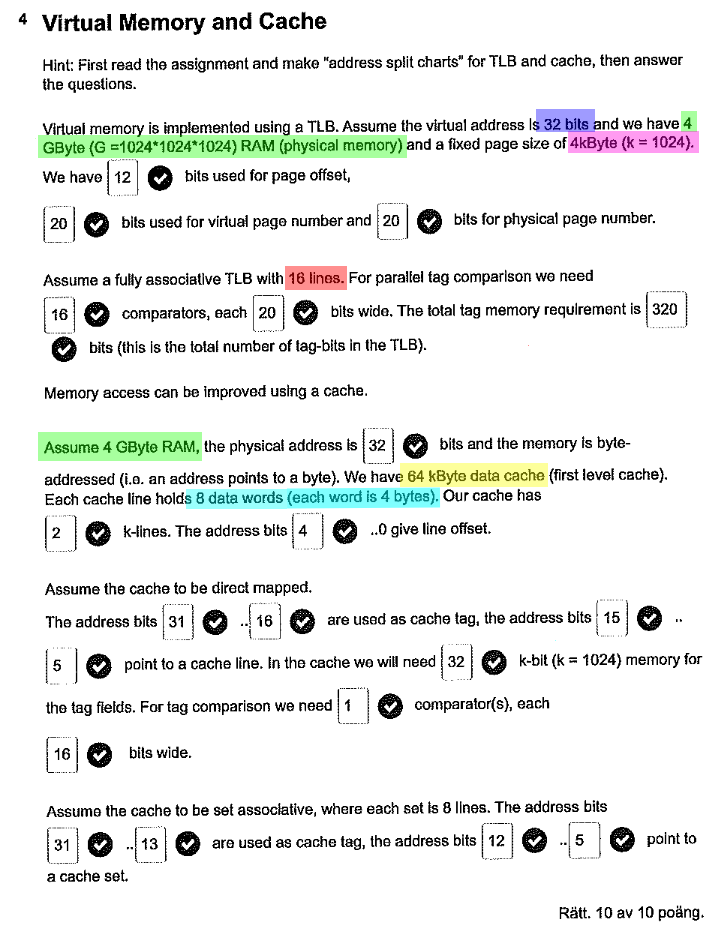 4 Virtual Memory and Cache
Hint: First read the assignment and make "address split charts" for TLB and cache, then answer
the questions.
Virtual memory is implemented using a TLB. Assume the virtual address is 32 bits and we have 4
GByte (G =1024*1024*1024) RAM (physical memory) and a fixed page size of 4kByte (k = 1024).
We have 12 bits used for page offset,
20 bits used for virtual page number and 20 bits for physical page number.
Assume a fully associative TLB with 16 lines. For parallel tag comparison we need
16 comparators, each 20 bits wide. The total tag memory requirement is 320
bits (this is the total number of tag-bits in the TLB).
Memory access can be improved using a cache.
Assume 4 GByte RAM, the physical address is 32 bits and the memory is byte-
addressed (i.e. an address points to a byte). We have 64 kByte data cache (first level cache).
Each cache line holds 8 data words (each word is 4 bytes). Our cache has
2 k-lines. The address bits 4 ..0 give line offset.
Assume the cache to be direct mapped.
The address bits 31 .. 16 are used as cache tag, the address bits 15 ..
5 point to a cache line. In the cache we will need 32 k-bit (k = 1024) memory for
the tag fields. For tag comparison we need 1 comparator(s), each
16 bits wide.
Assume the cache to be set associative, where each set is 8 lines. The address bits
31 .. 13 are used as cache tag, the address bits 12 .. 5 point to
a cache set.
Rätt. 10 av 10 poäng.